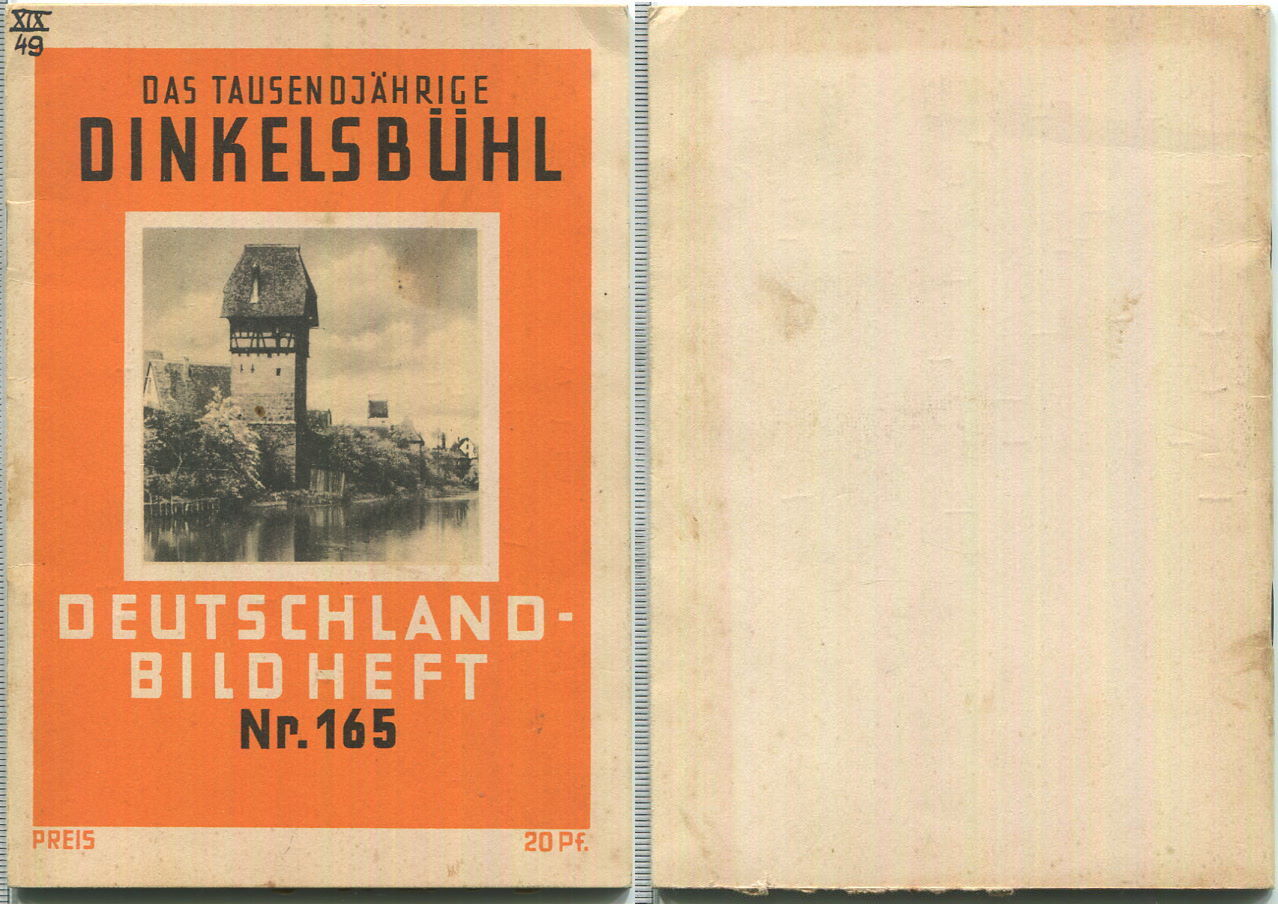 XIX
49
DAS TAUSENDJÄHRIGE
DINKELSBÜHL
DEUTSCHLAND-
BILDHEFT
Nr. 165
PREIS 20 Pf.